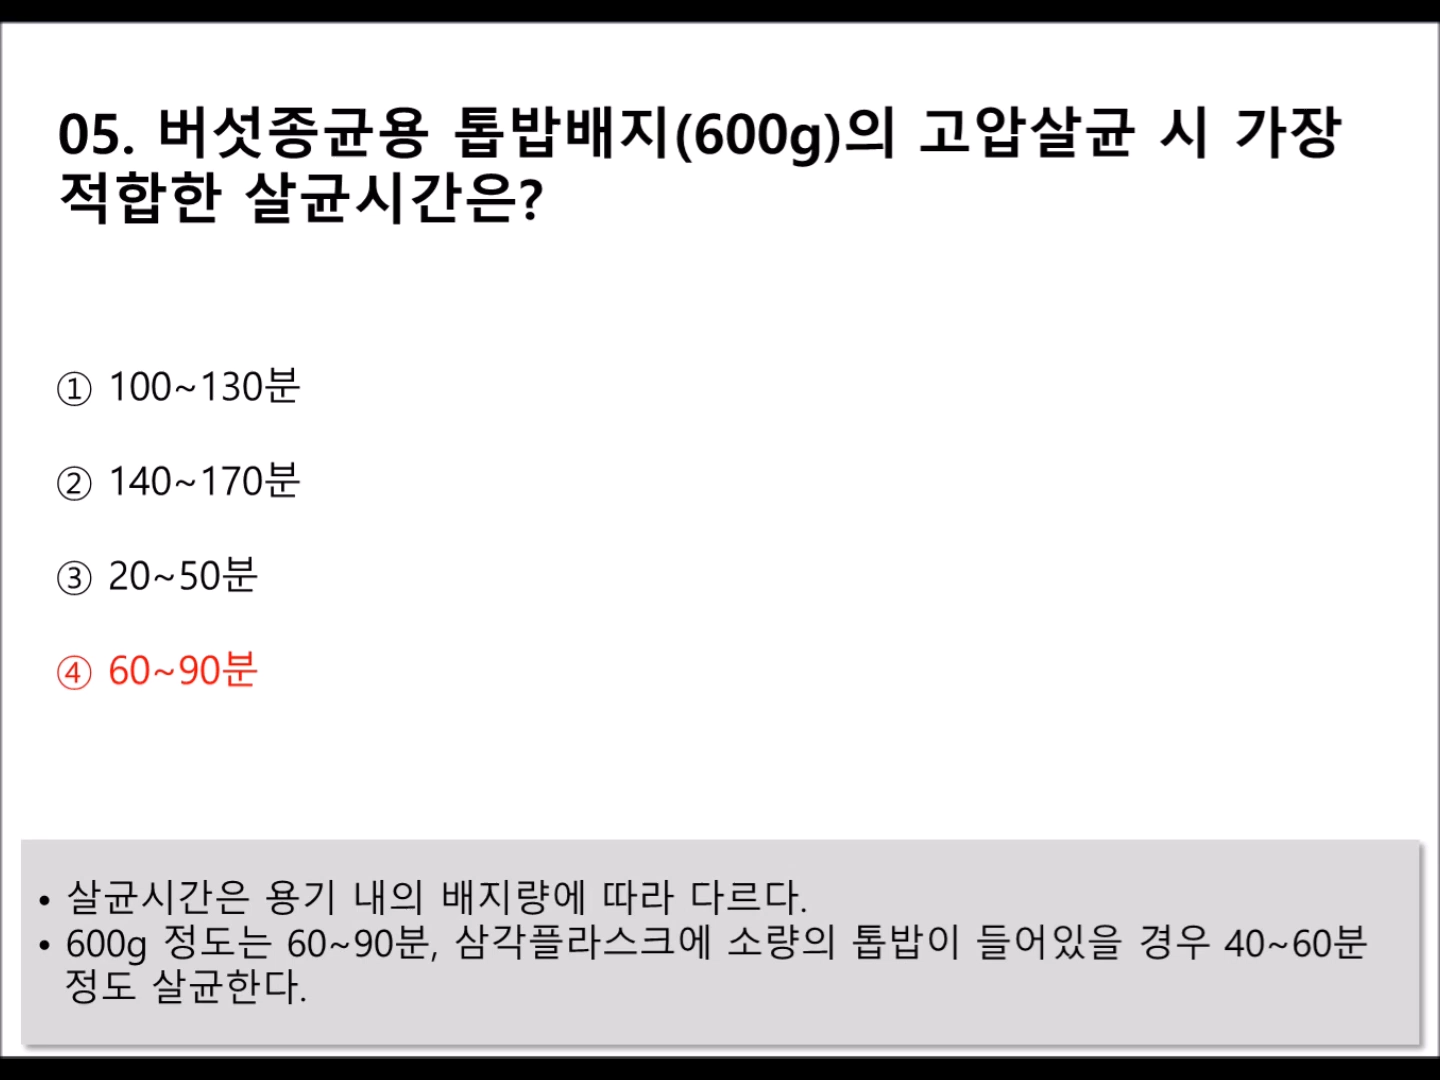 05. 버섯종균용 톱밥배지(600g)의 고압살균 시 가장
적합한 살균시간은?
① 100~130분
② 140~170분
③ 20~50분
④ 60~90분
• 살균시간은 용기 내의 배지량에 따라 다르다.
• 600g 정도는 60~90분, 삼각플라스크에 소량의 톱밥이 들어있을 경우 40~60분
정도 살균한다.